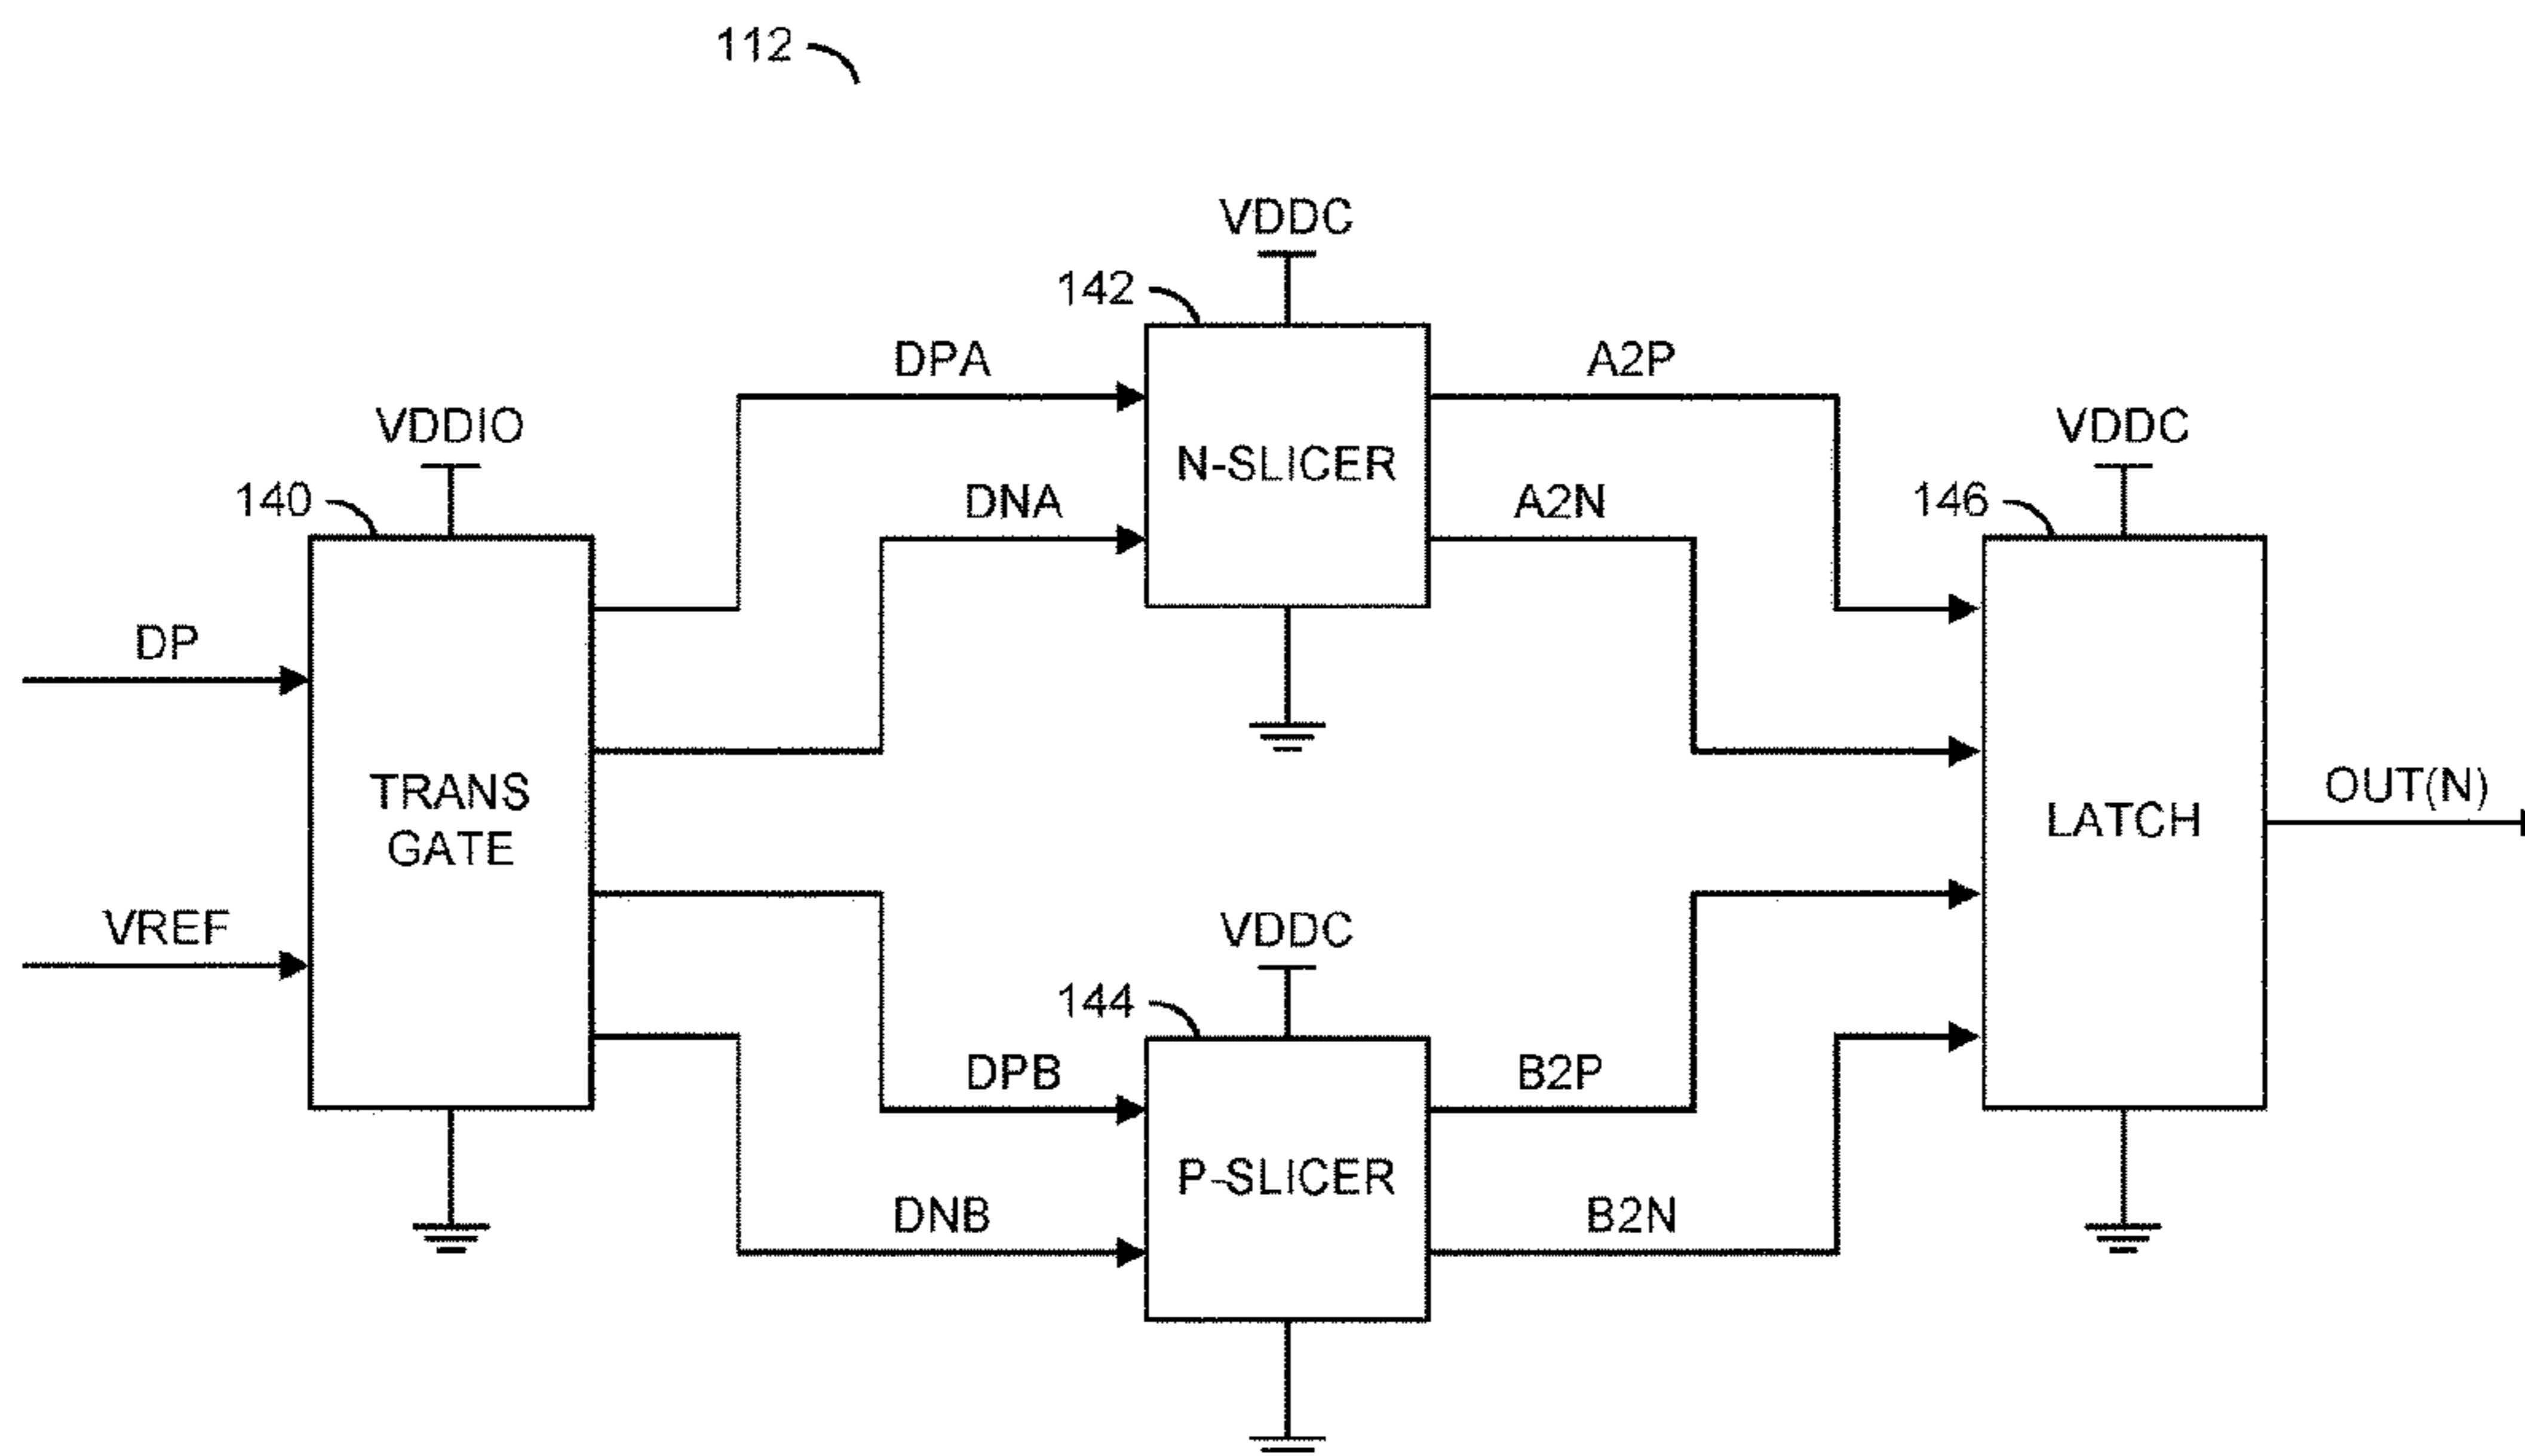 112
VDDC
142
DPA
A2P
VDDIO
VDDC
N-SLICER
140
DNA
A2N
146
DP
TRANS
GATE
OUT(N)
LATCH
VREF
VDDC
144
DPB
B2P
P-SLICER
DNB
B2N